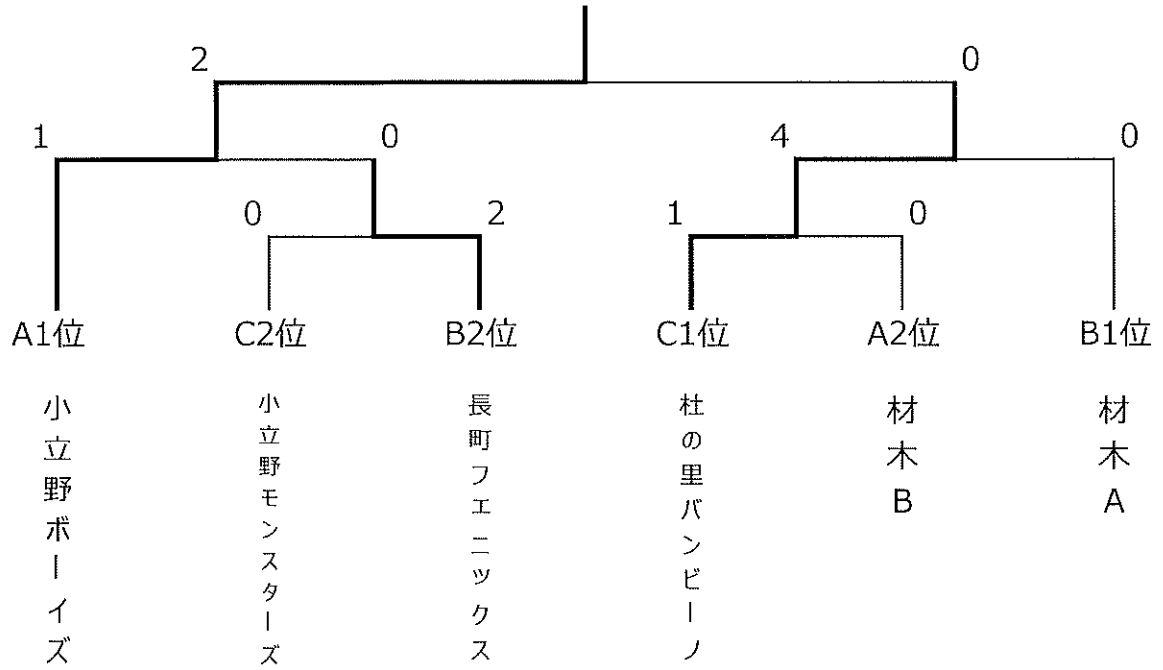 2
0
1
0
4
0
0
2
1
0
A1位
C2位
B2位
C1位
A2位
B1位
小立野ボーイズ
小立野モンスターズ
長町フエニツクス
杜の里バンビーノ
材木B
材木A